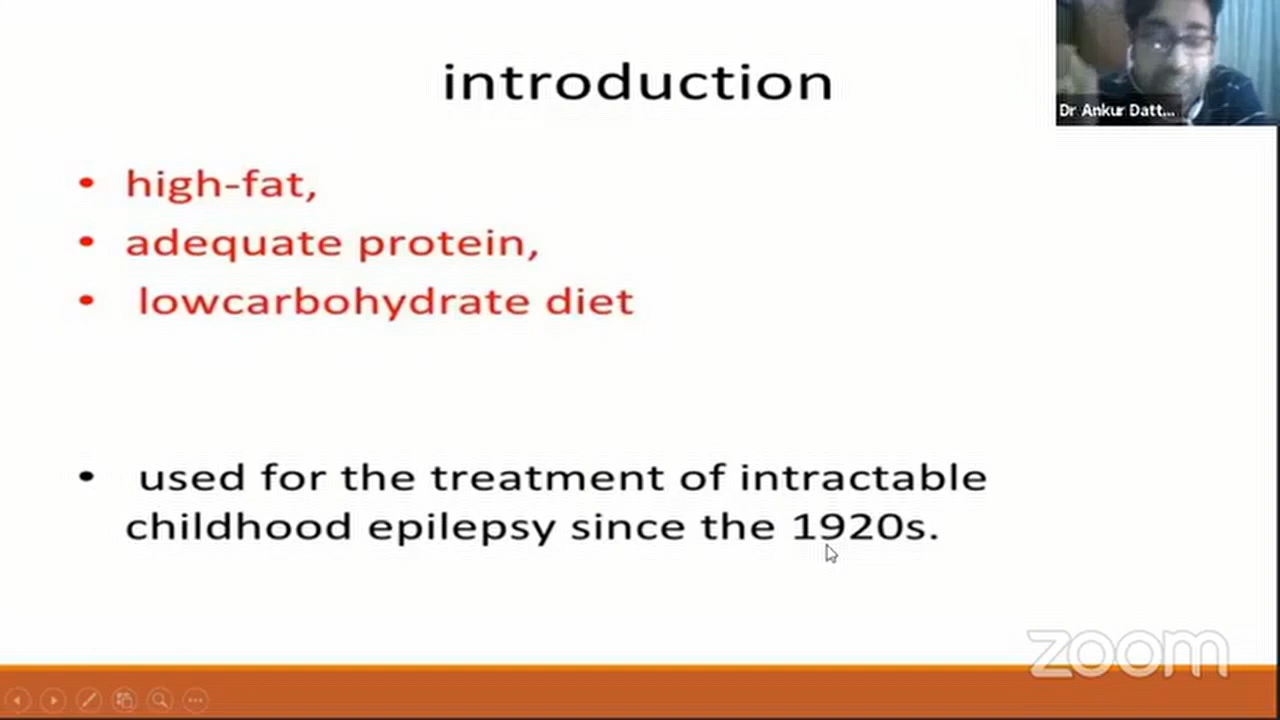 introduction
Dr Ankur Datt...
• high-fat,
• adequate protein,
• lowcarbohydrate diet
• used for the treatment of intractable
childhood epilepsy since the 1920s.
zoom